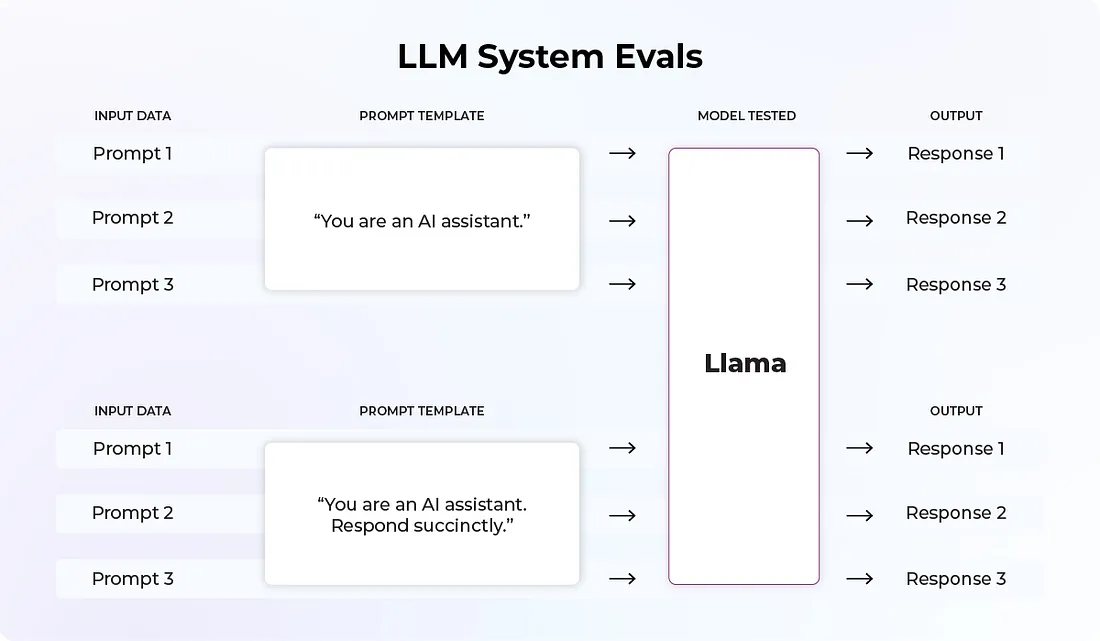 LLM System Evals
INPUT DATA
PROMPT TEMPLATE
MODEL TESTED
OUTPUT
Prompt 1
Response 1
Prompt 2
“You are an AI assistant.”
Response 2
Prompt 3
Response 3
Llama
INPUT DATA
PROMPT TEMPLATE
OUTPUT
Prompt 1
Response 1
Prompt 2
“You are an AI assistant.
Respond succinctly.”
Response 2
Prompt 3
Response 3